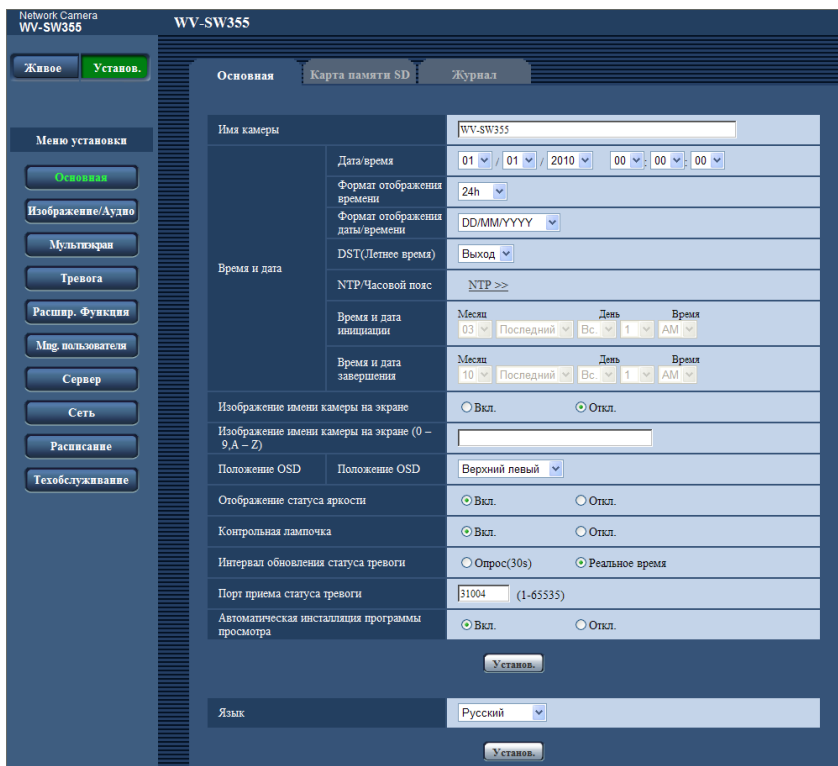 Network Camera
WV-SW355
WV-SW355
Живое
Установ.
Основная
Карта памяти SD
Журнал
Меню установки
Основная
Изображение/Аудио
Мультиэкран
Тревога
Расшир. Функция
Mng. пользователя
Сервер
Сеть
Расписание
Техобслуживание
Имя камеры
WV-SW355
Время и дата
Дата/время
01 / 01 / 2010 00 : 00 : 00
Формат отображения
времени
24h
Формат отображения
даты/времени
DD/MM/YYYY
DST(Летнее время)
Выход
NTP/Часовой пояс
NTP >>
Время и дата
инициации
Месяц День Время
03 Последний Вс. 1 AM
Время и дата
завершения
Месяц День Время
10 Последний Вс. 1 AM
Изображение имени камеры на экране
Вкл. Откл.
Изображение имени камеры на экране (0 –
9,A – Z)
Положение OSD
Положение OSD
Верхний левый
Отображение статуса яркости
Вкл. Откл.
Контрольная лампочка
Вкл. Откл.
Интервал обновления статуса тревоги
Опрос(30s) Реальное время
Порт приема статуса тревоги
31004 (1-65535)
Автоматическая инсталляция программы
просмотра
Вкл. Откл.
Установ.
Язык
Русский
Установ.